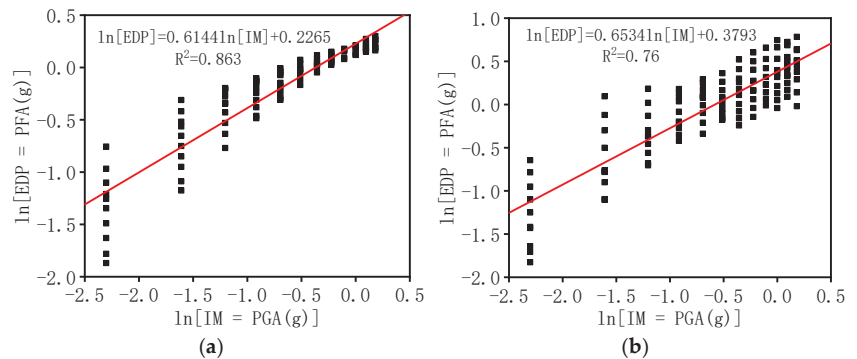 0.5
0.0
-0.5
-1.0
-1.5
-2.0
ln[EDP = PFA(g)]
ln[EDP]=0.6144ln[IM]+0.2265
R²=0.863
-2.5 -2.0 -1.5 -1.0 -0.5 0.0 0.5
ln[IM = PGA(g)]
(a)
1.0
0.5
0.0
-0.5
-1.0
-1.5
-2.0
ln[EDP = PFA(g)]
ln[EDP]=0.6534ln[IM]+0.3793
R²=0.76
-2.5 -2.0 -1.5 -1.0 -0.5 0.0 0.5
ln[IM = PGA(g)]
(b)